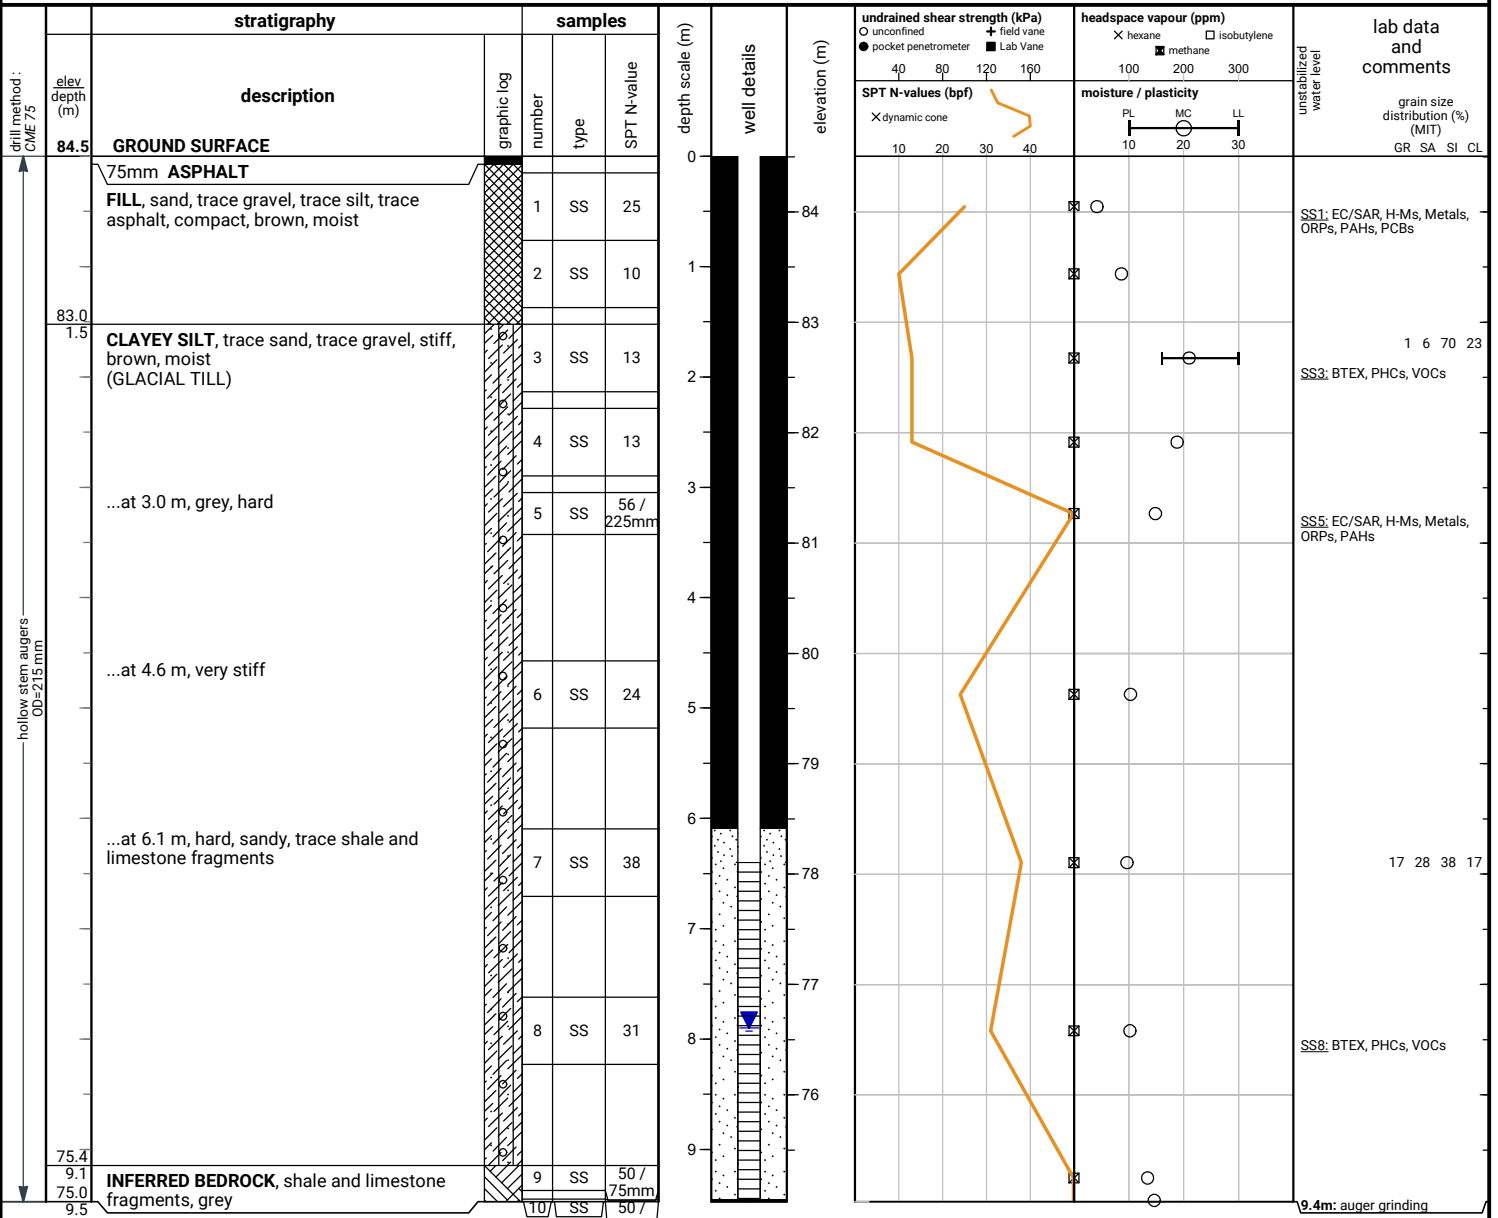 stratigraphy
samples
drill method :
CME 75
elev
depth
(m)
description
graphic log
number
type
SPT N-value
depth scale (m)
well details
elevation (m)
undrained shear strength (kPa)
unconfined
field vane
pocket penetrometer
Lab Vane
40 80 120 160
SPT N-values (bpf)
dynamic cone
10 20 30 40
headspace vapour (ppm)
hexane
isobutylene
methane
100 200 300
moisture / plasticity
PL MC LL
10 20 30
unstabilized
water level
lab data
and
comments
grain size
distribution (%)
(MIT)
GR SA SI CL
84.5 GROUND SURFACE
75mm ASPHALT
FILL, sand, trace gravel, trace silt, trace
asphalt, compact, brown, moist
1 SS 25
SS1: EC/SAR, H-Ms, Metals,
ORPs, PAHs, PCBs
2 SS 10
83.0
1.5
CLAYEY SILT, trace sand, trace gravel, stiff,
brown, moist
(GLACIAL TILL)
3 SS 13
1 6 70 23
SS3: BTEX, PHCs, VOCs
4 SS 13
...at 3.0 m, grey, hard
5 SS 56 /
225mm
SS5: EC/SAR, H-Ms, Metals,
ORPs, PAHs
hollow stem augers
OD=215 mm
...at 4.6 m, very stiff
6 SS 24
...at 6.1 m, hard, sandy, trace shale and
limestone fragments
7 SS 38
17 28 38 17
8 SS 31
SS8: BTEX, PHCs, VOCs
75.4
9.1
INFERRED BEDROCK, shale and limestone
fragments, grey
9 SS 50 /
75mm
75.0
9.5
10 SS 50 /
9.4m: auger grinding
0
1
2
3
4
5
6
7
8
9
84
83
82
81
80
79
78
77
76